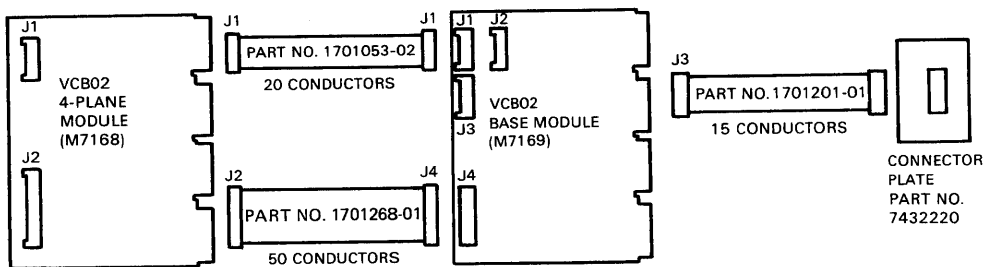 J1
VCB02
4-PLANE
MODULE
(M7168)
J2
J1
J1
PART NO. 1701053-02
20 CONDUCTORS
J2
J4
PART NO. 1701268-01
50 CONDUCTORS
J1
J2
J3
VCB02
BASE MODULE
(M7169)
J4
J3
PART NO.1701201-01
15 CONDUCTORS
CONNECTOR
PLATE
PART NO.
7432220